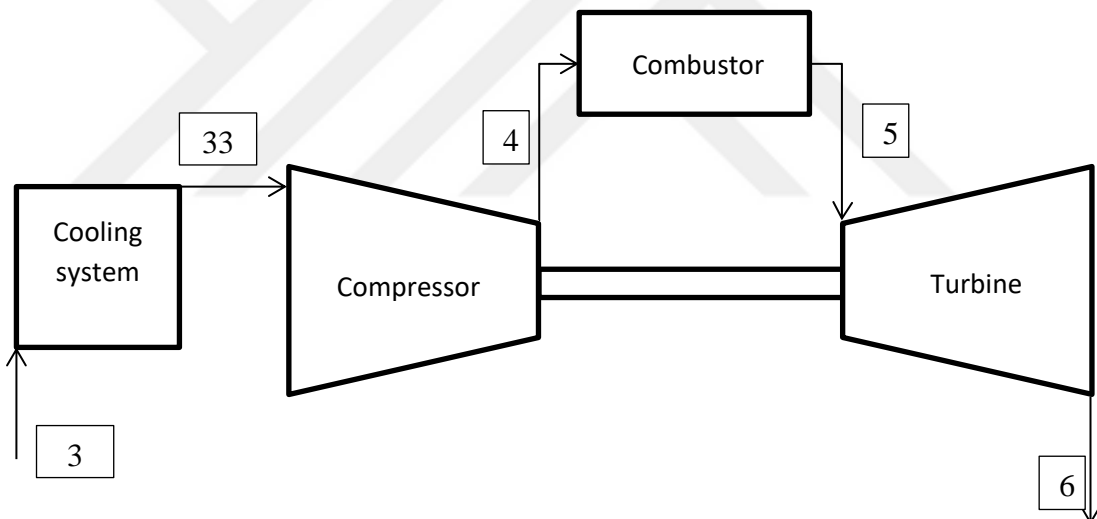 Combustor
33
4
5
Cooling
system
Compressor
Turbine
3
6